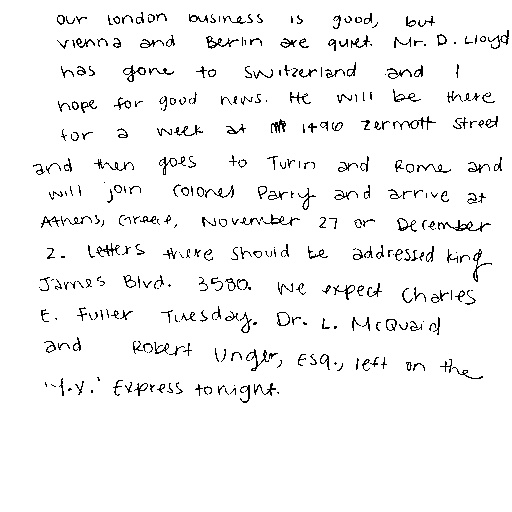 our London business is good, but
vienna and Berlin are quiet. Mr. D. Lloyd
has gone to Switzerland and I
hope for good news. He will be there
for a week at 1496 Zermott Street
and then goes to Turin and Rome and
will join Colonel Parry and arrive at
Athens, Greece, November 27 or December
2. Letters there should be addressed King
James Blvd. 3580. We expect Charles
E. Fuller Tuesday. Dr. L. McQuaid
and Robert Unger, Esq., left on the
"Y.X." Express tonight.